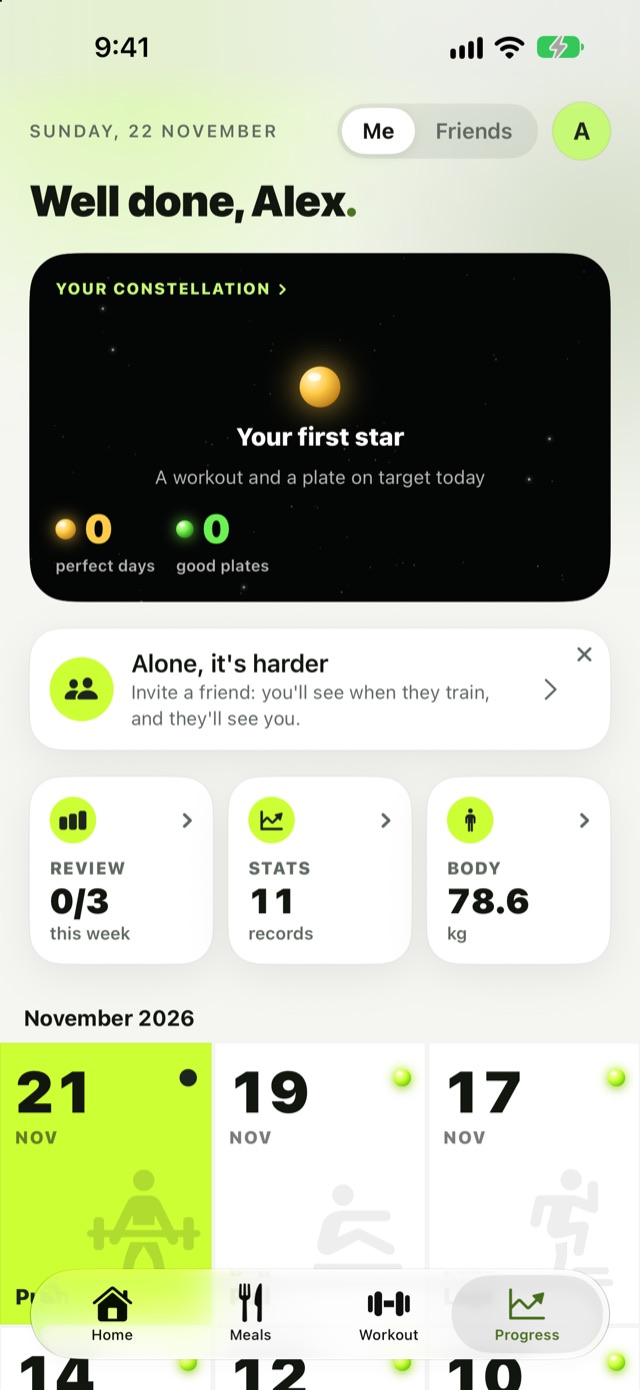 9:41
SUNDAY, 22 NOVEMBER
Me
Friends
A
Well done, Alex.
YOUR CONSTELLATION
Your first star
A workout and a plate on target today
0
0
perfect days
good plates
Alone, it's harder
Invite a friend: you'll see when they train,
and they'll see you.
REVIEW
0/3
this week
STATS
11
records
BODY
78.6
kg
November 2026
21
NOV
19
NOV
17
NOV
Home
Meals
Workout
Progress
14
12
10